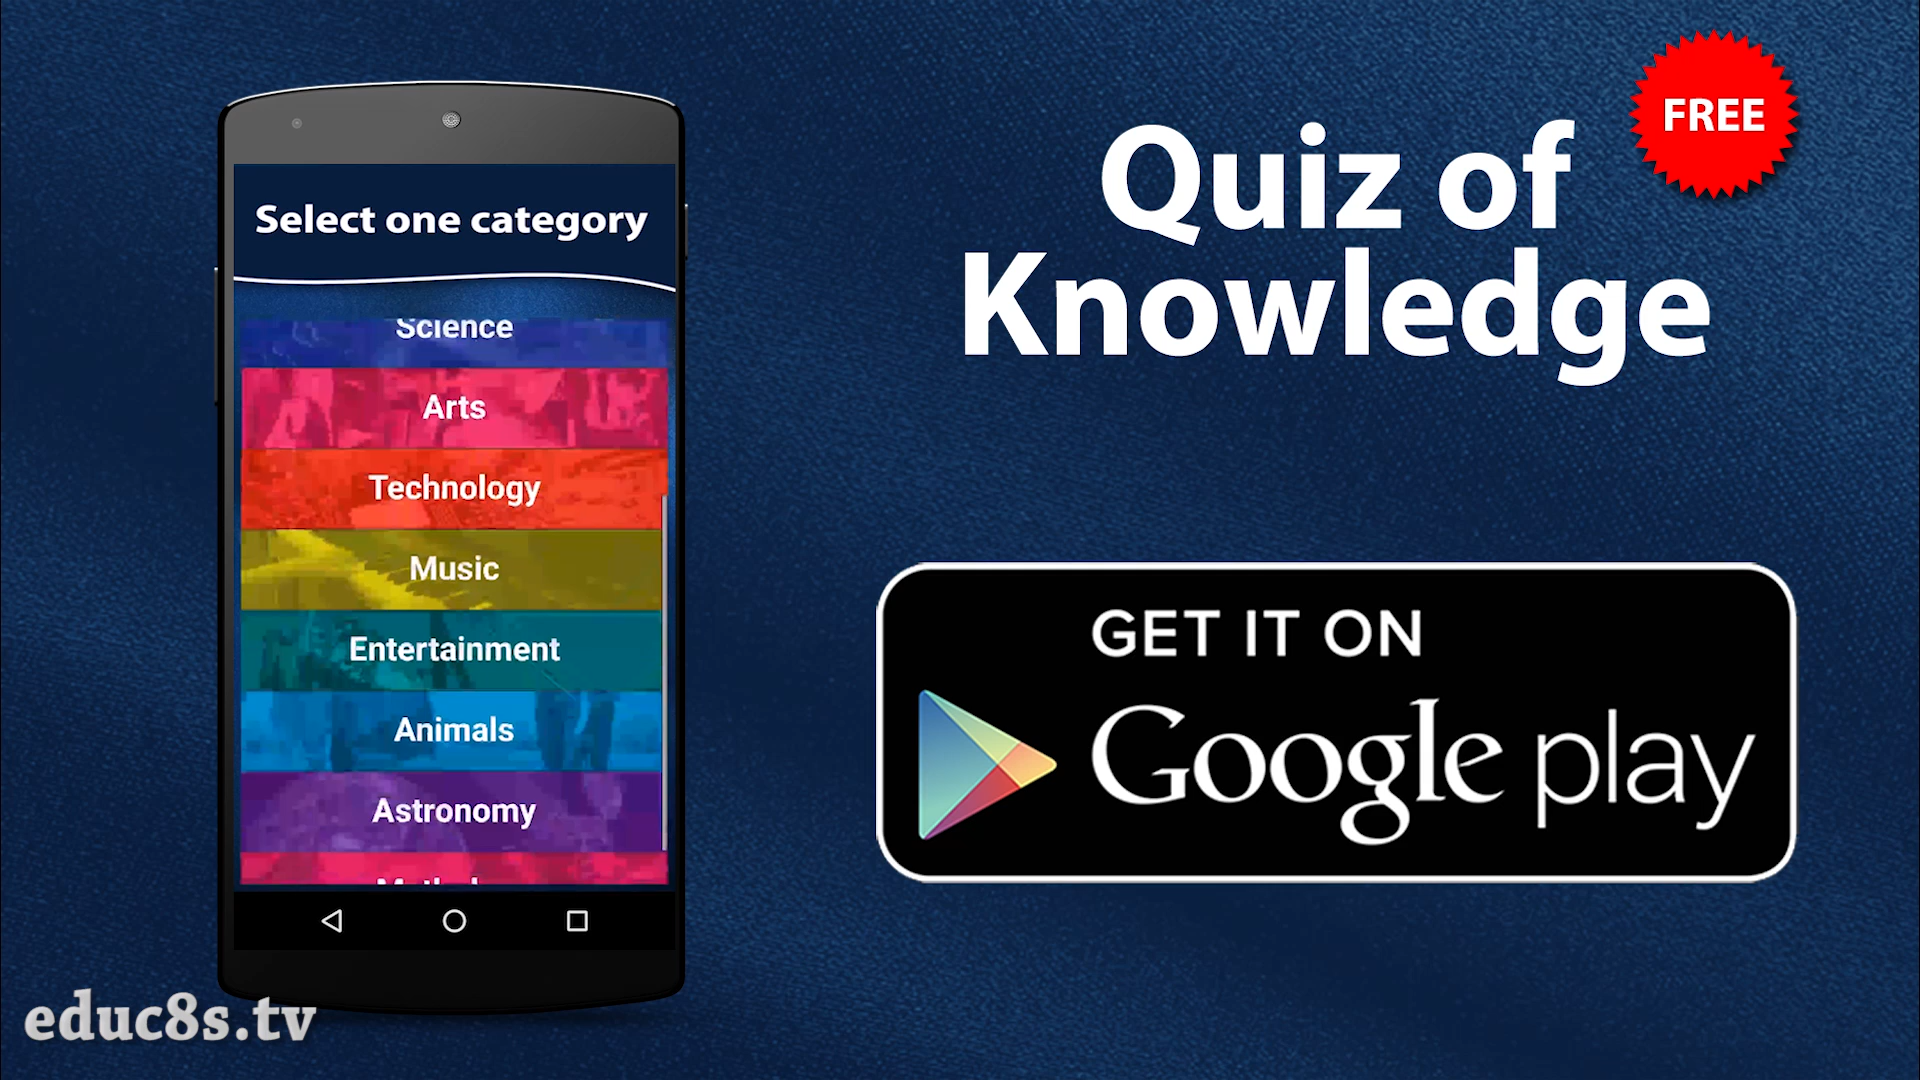 Select one category
Science
Arts
Technology
Music
Entertainment
Animals
Astronomy
Quiz of
Knowledge
FREE
GET IT ON
Google play
educ8s.tv